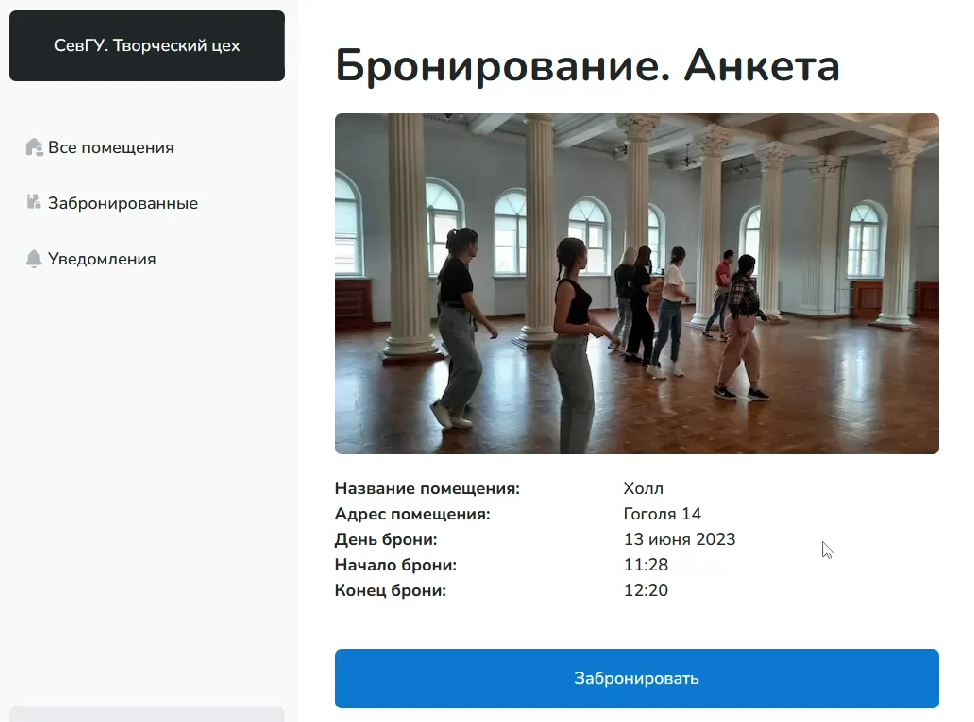 СевГУ. Творческий цех
Все помещения
Забронированные
Уведомления
Бронирование. Анкета
Название помещения: Холл
Адрес помещения: Гоголя 14
День брони: 13 июня 2023
Начало брони: 11:28
Конец брони: 12:20
Забронировать